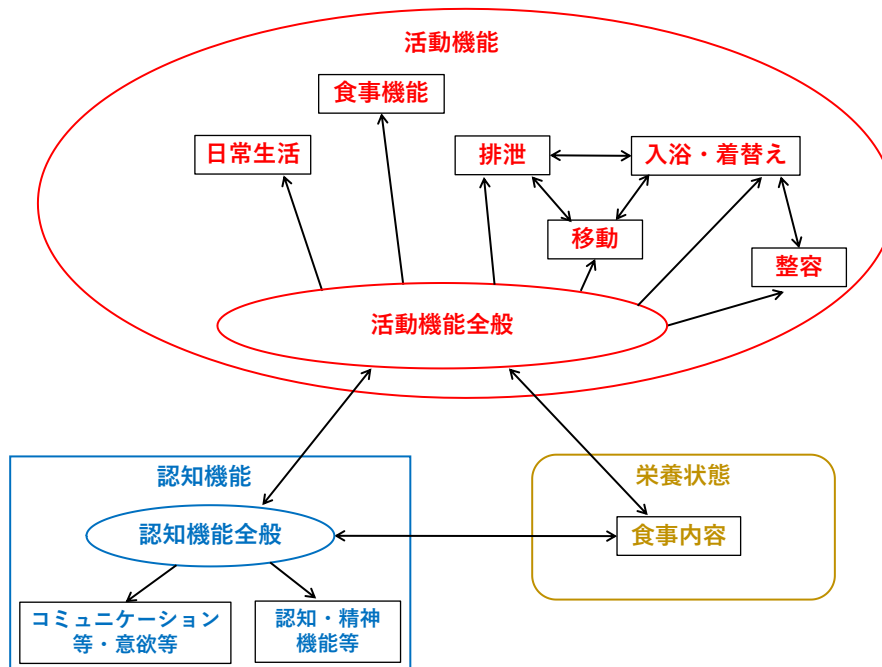 活動機能
食事機能
日常生活
排泄
入浴・着替え
移動
整容
活動機能全般
認知機能
栄養状態
認知機能全般
食事内容
コミュニケーション
等・意欲等
認知・精神
機能等